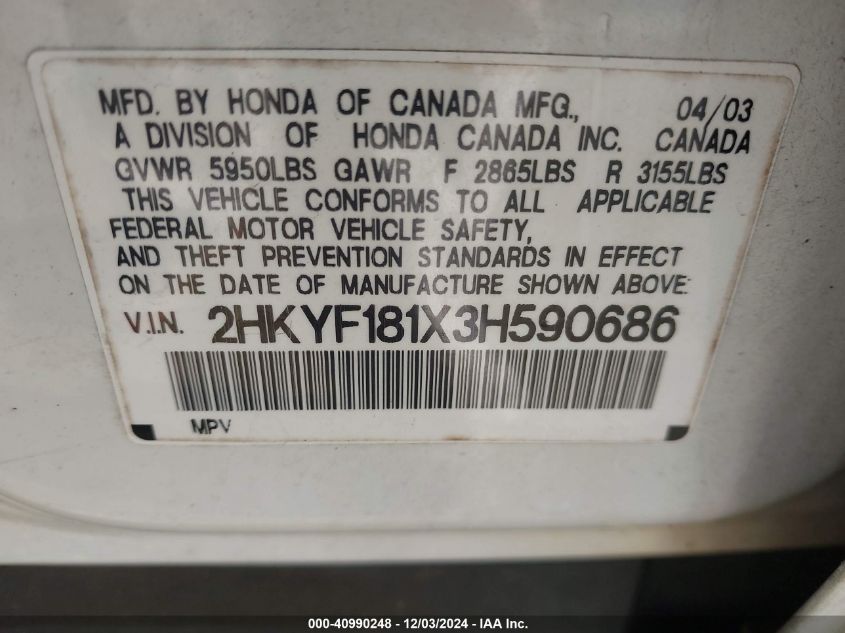 MFD. BY HONDA OF CANADA MFG., 04/03
A DIVISION OF HONDA CANADA INC. CANADA
GVWR 5950LBS GAWR F 2865LBS R 3155LBS
THIS VEHICLE CONFORMS TO ALL APPLICABLE
FEDERAL MOTOR VEHICLE SAFETY,
AND THEFT PREVENTION STANDARDS IN EFFECT
ON THE DATE OF MANUFACTURE SHOWN ABOVE:
V.I.N. 2HKYF181X3H590686
MPV
000-40990248 - 12/03/2024 - IAA Inc.